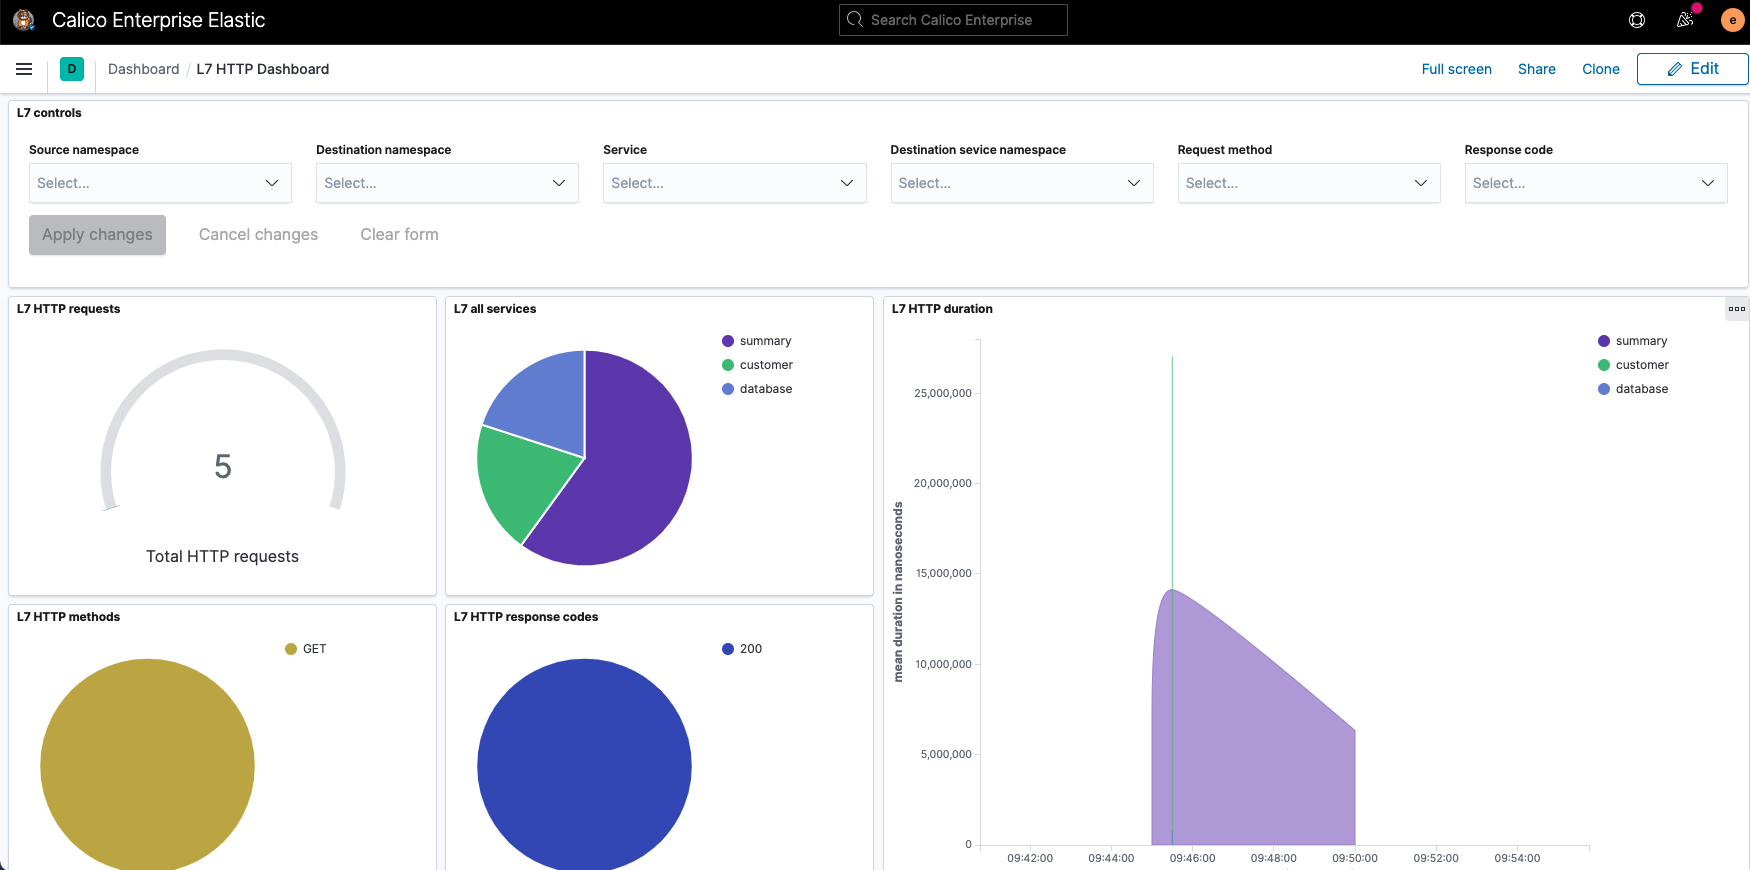 Calico Enterprise Elastic
Search Calico Enterprise
e
D
Dashboard / L7 HTTP Dashboard
Full screen
Share
Clone
Edit
L7 controls
Source namespace
Destination namespace
Service
Destination sevice namespace
Request method
Response code
Select...
Select...
Select...
Select...
Select...
Select...
Apply changes
Cancel changes
Clear form
L7 HTTP requests
5
Total HTTP requests
L7 all services
summary
customer
database
L7 HTTP duration
summary
customer
database
mean duration in nanoseconds
25,000,000
20,000,000
15,000,000
10,000,000
5,000,000
0
09:42:00
09:44:00
09:46:00
09:48:00
09:50:00
09:52:00
09:54:00
L7 HTTP methods
GET
L7 HTTP response codes
200